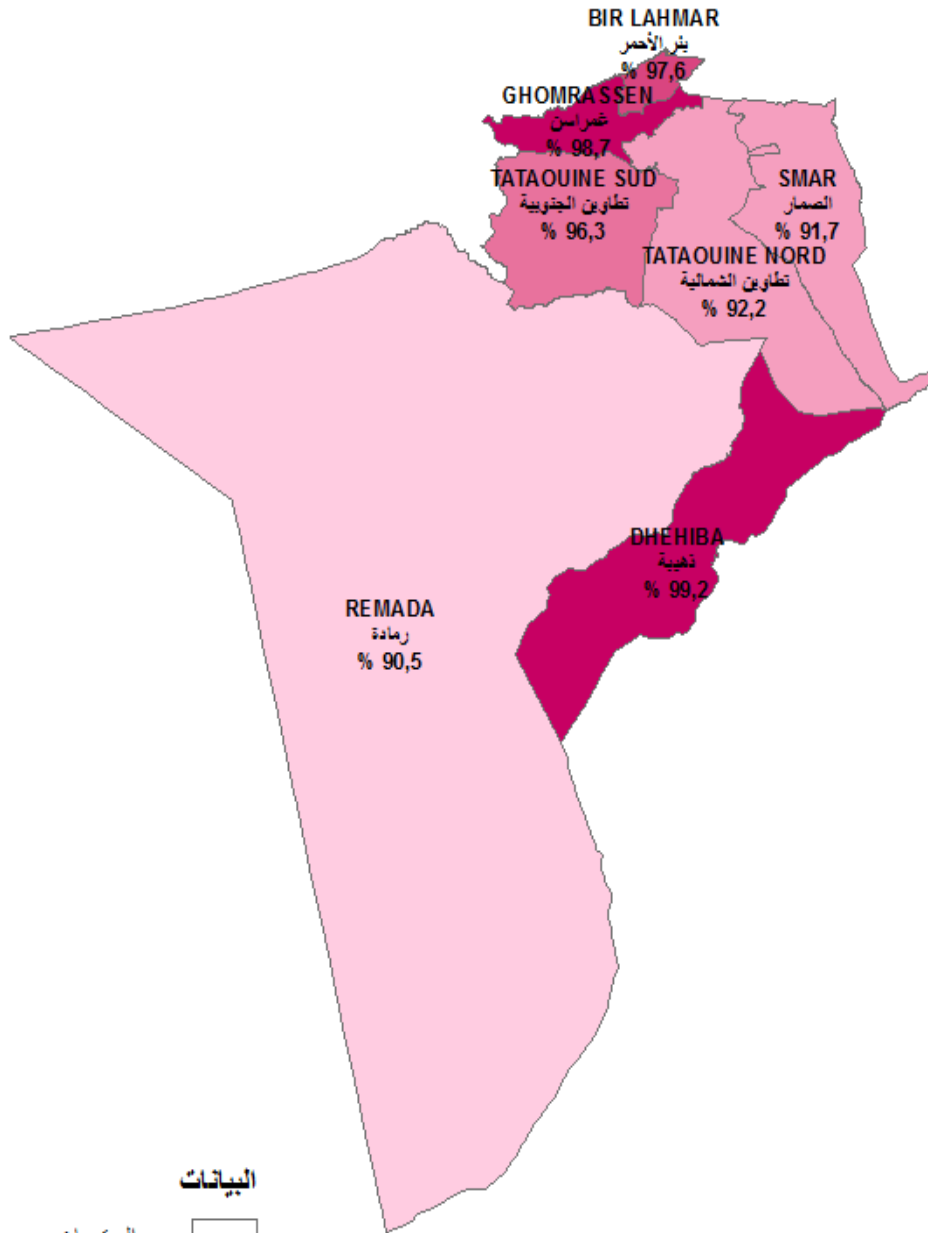 BIR LAHMAR
بئر الأحمر
% 97,6
GHOMRASSEN
غمراسن
% 98,7
TATAOUINE SUD
تطاوين الجنوبية
% 96,3
SMAR
الصمار
% 91,7
TATAOUINE NORD
تطاوين الشمالية
% 92,2
DHEHIBA
ذهيبة
% 99,2
REMADA
رمادة
% 90,5
البيانات